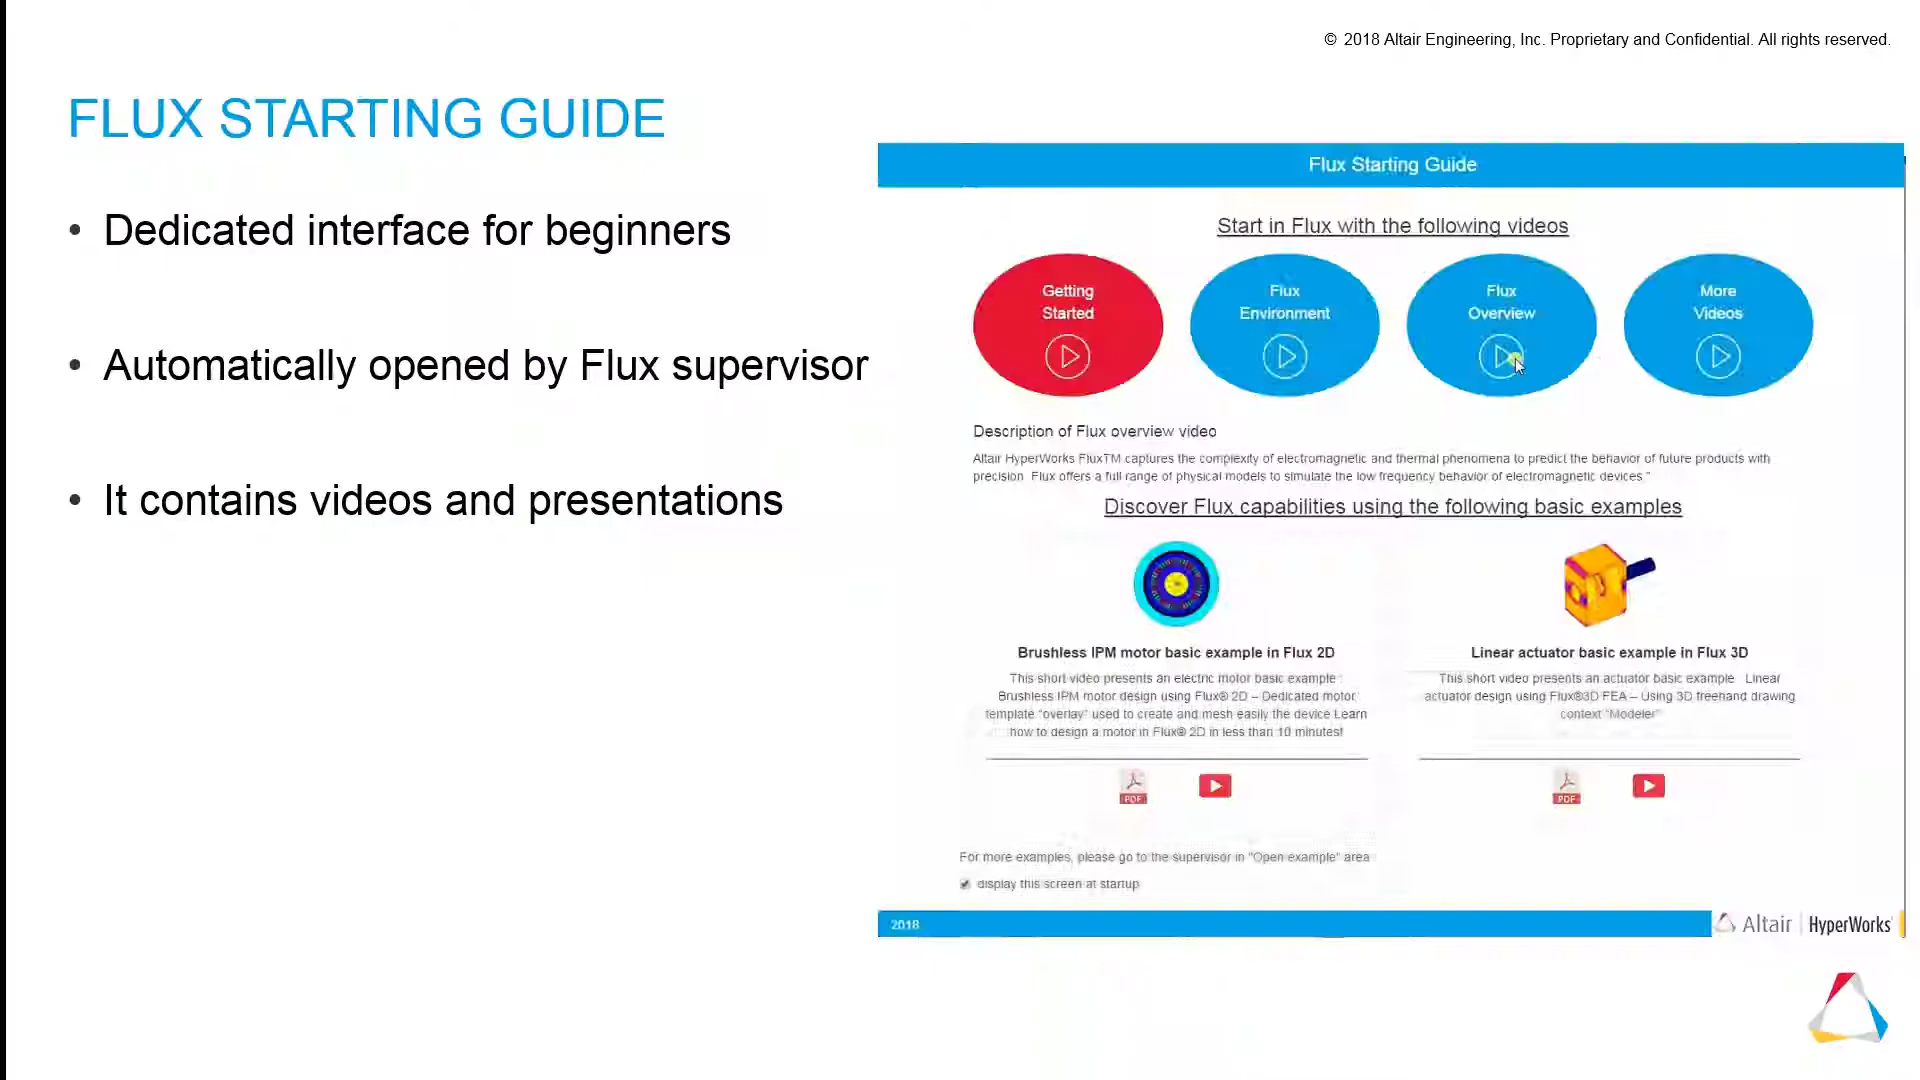 © 2018 Altair Engineering, Inc. Proprietary and Confidential. All rights reserved.
FLUX STARTING GUIDE
• Dedicated interface for beginners
• Automatically opened by Flux supervisor
• It contains videos and presentations
Flux Starting Guide
Start in Flux with the following videos
Getting
Started
Flux
Environment
Flux
Overview
More
Videos
Description of Flux overview video
Altair HyperWorks FluxTM captures the complexity of electromagnetic and thermal phenomena to predict the behavior of future products with
precision Flux offers a full range of physical models to simulate the low frequency behavior of electromagnetic devices "
Discover Flux capabilities using the following basic examples
Brushless IPM motor basic example in Flux 2D
This short video presents an electric motor basic example :
Brushless IPM motor design using Flux® 2D – Dedicated motor
template "overlay" used to create and mesh easily the device Learn
how to design a motor in Flux® 2D in less than 10 minutes!
PDF
Linear actuator basic example in Flux 3D
This short video presents an actuator basic example Linear
actuator design using Flux®3D FEA – Using 3D freehand drawing
context "Modeler"
PDF
For more examples, please go to the supervisor in "Open example" area
display this screen at startup
2018
Altair | HyperWorks